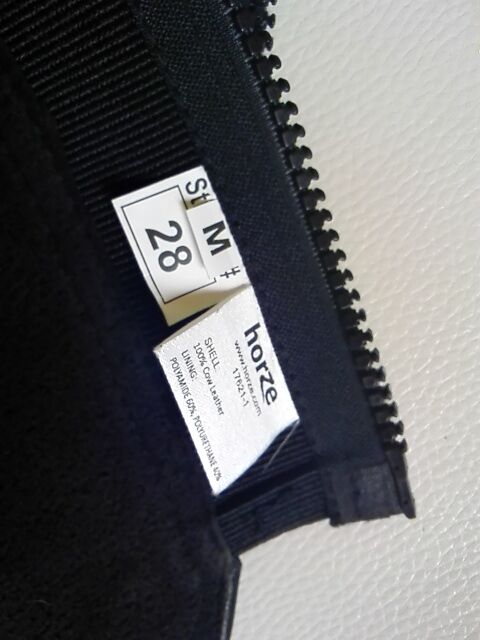 St
M #
28
horze
www.horze.com
17621-1
SHELL
100% Cow Leather
LINING:
POLYAMIDE 60%, POLYURETHANE 40%